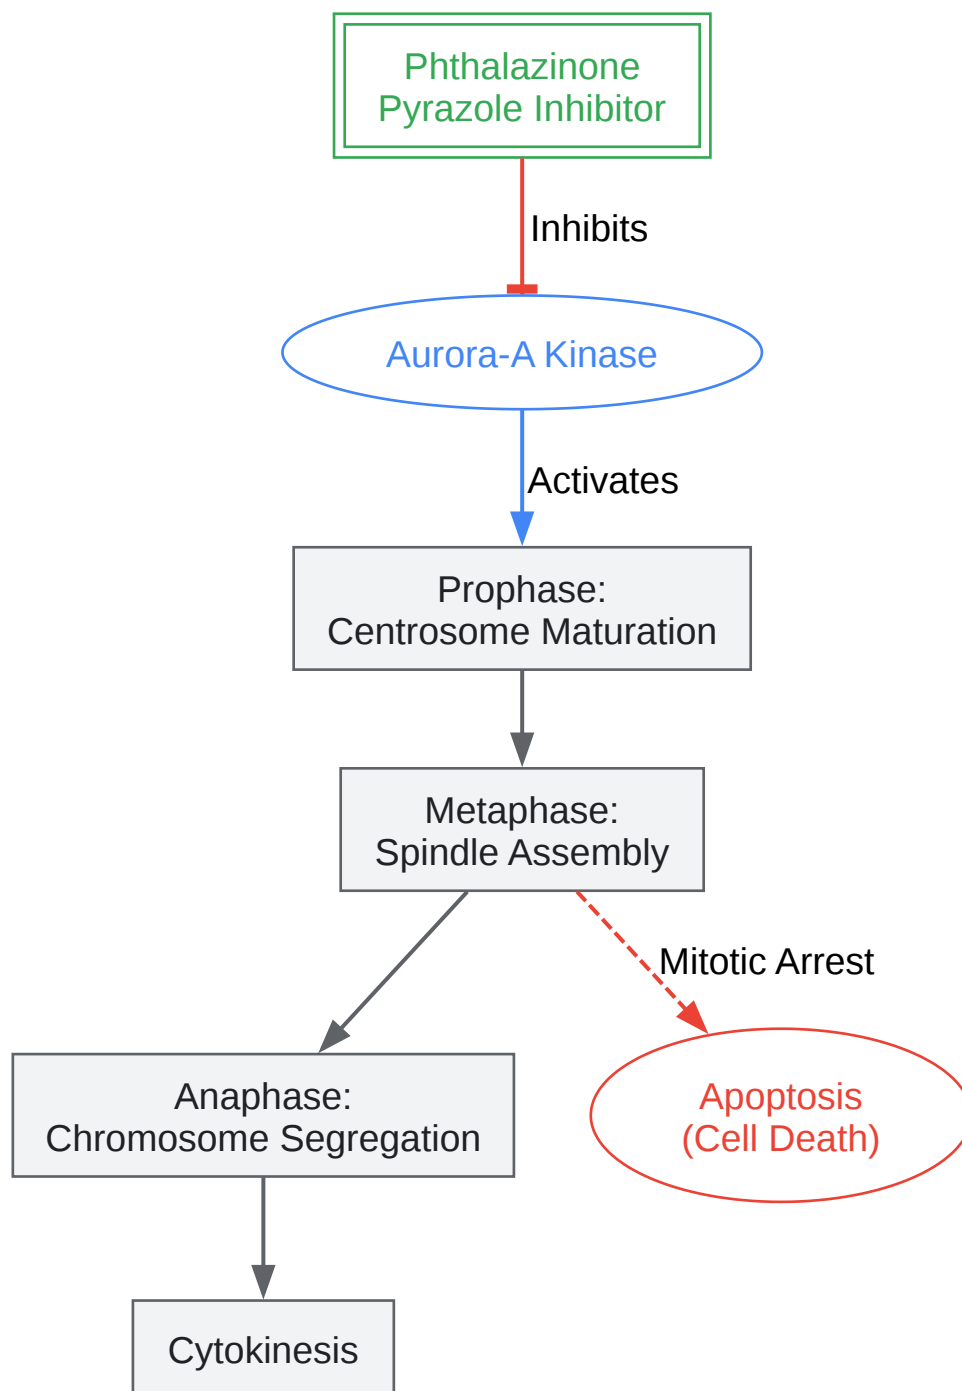 Phthalazinone
Pyrazole Inhibitor
Inhibits
Aurora-A Kinase
Activates
Prophase:
Centrosome Maturation
Metaphase:
Spindle Assembly
Mitotic Arrest
Anaphase:
Chromosome Segregation
Apoptosis
(Cell Death)
Cytokinesis